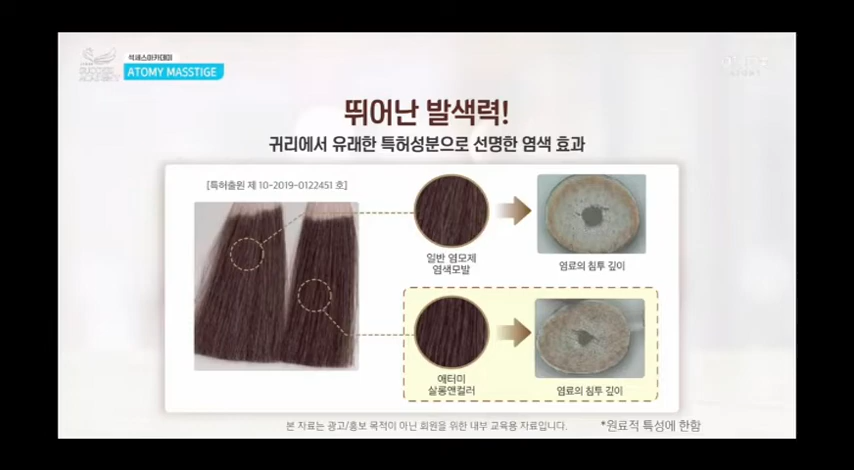 SUCCESS
ACADEMY
석세스아카데미
ATOMY MASSTIGE
뛰어난 발색력!
귀리에서 유래한 특허성분으로 선명한 염색 효과
[특허출원 제 10-2019-0122451 호]
일반 염모제
염색모발
염료의 침투 깊이
애터미
살롱앤컬러
염료의 침투 깊이
본 자료는 광고/홍보 목적이 아닌 회원을 위한 내부 교육용 자료입니다.
*원료적 특성에 한함